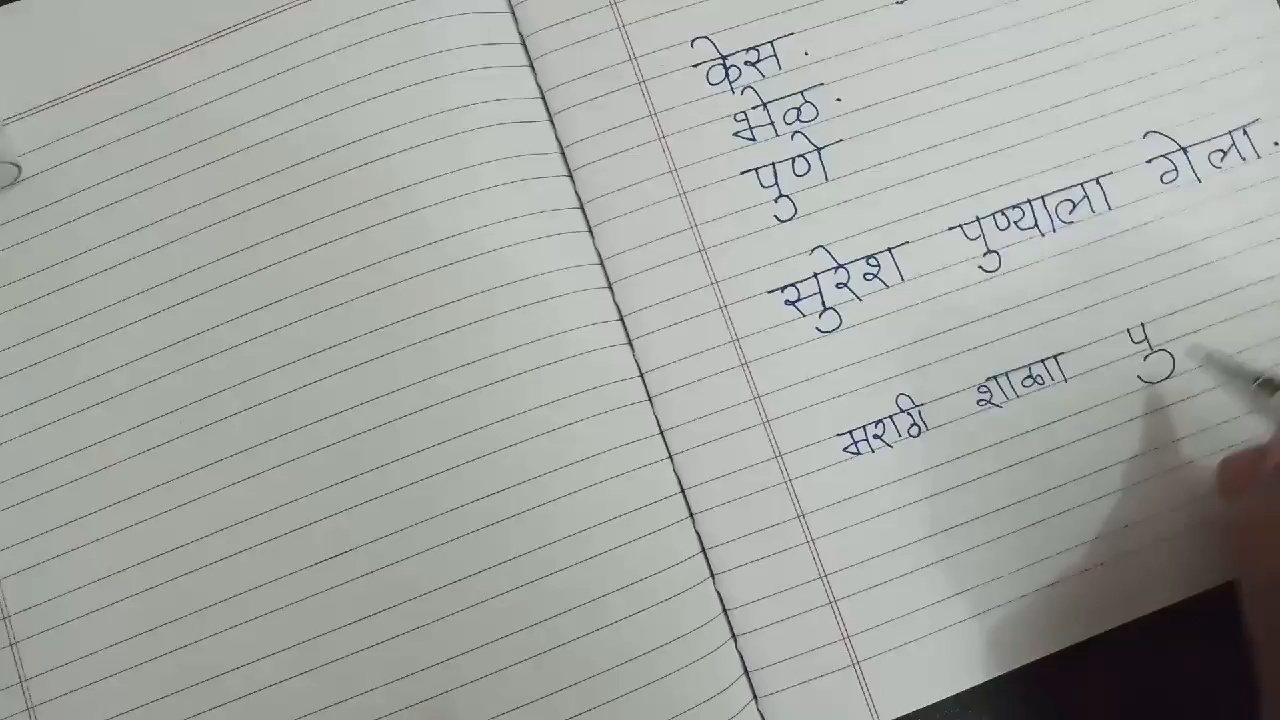 केस.
भेळ.
पुणे
सुरेश पुण्याला गेला.
मराठी शाळा पु